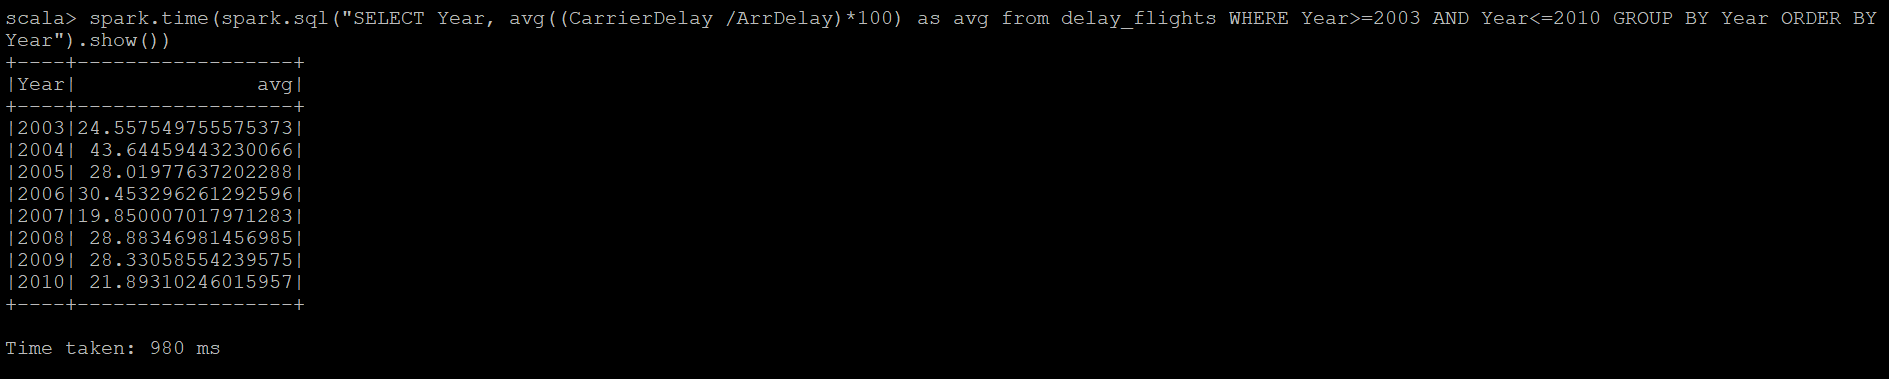 scala> spark.time(spark.sql("SELECT Year, avg((CarrierDelay /ArrDelay)*100) as avg from delay_flights WHERE Year>=2003 AND Year<=2010 GROUP BY Year ORDER BY
Year").show())
+----+------------------+
|Year|               avg|
+----+------------------+
|2003|24.557549755575373|
|2004| 43.64459443230066|
|2005| 28.01977637202288|
|2006|30.453296261292596|
|2007|19.850007017971283|
|2008| 28.88346981456985|
|2009| 28.33058554239575|
|2010| 21.89310246015957|
+----+------------------+
Time taken: 980 ms